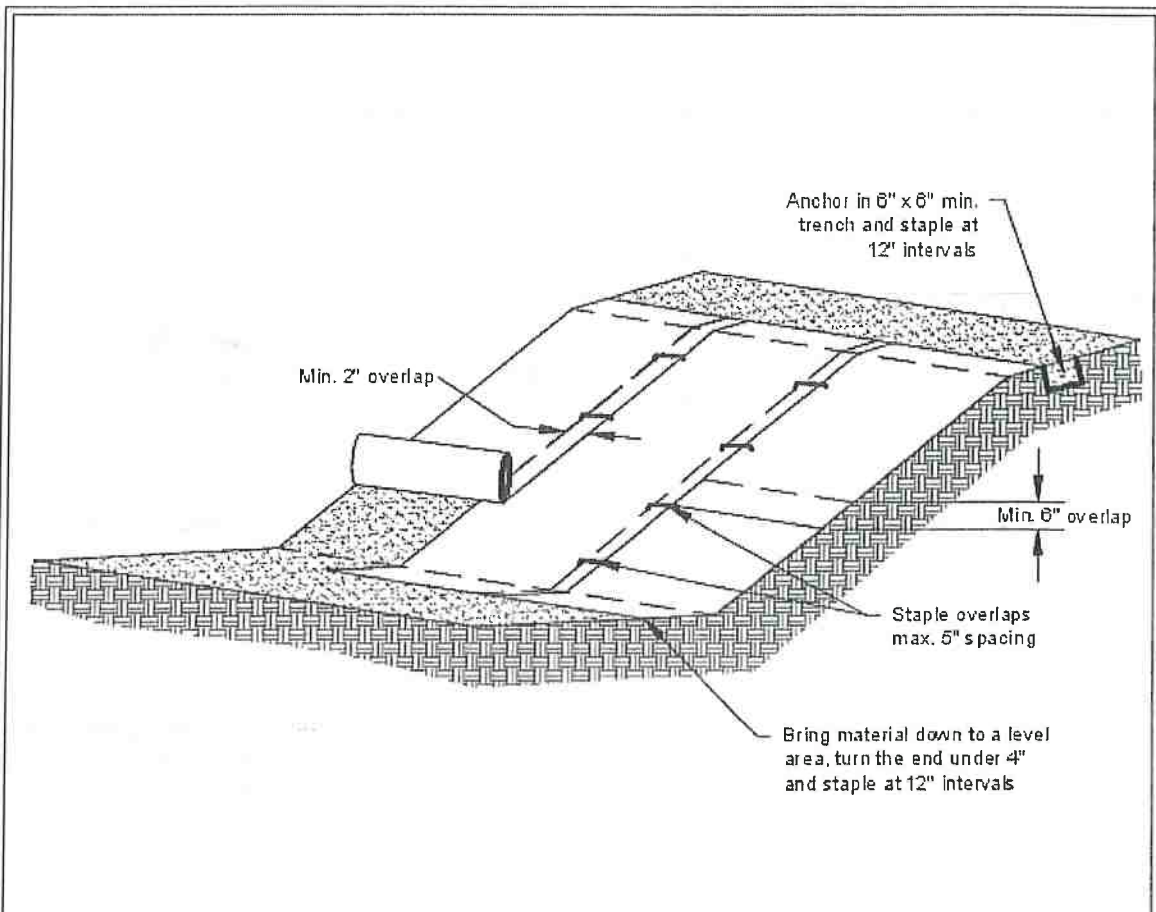 Anchor in 6" x 6" min.
trench and staple at
12" intervals
Min. 2" overlap
Min. 6" overlap
Staple overlaps
max. 5" spacing
Bring material down to a level
area, turn the end under 4"
and staple at 12" intervals